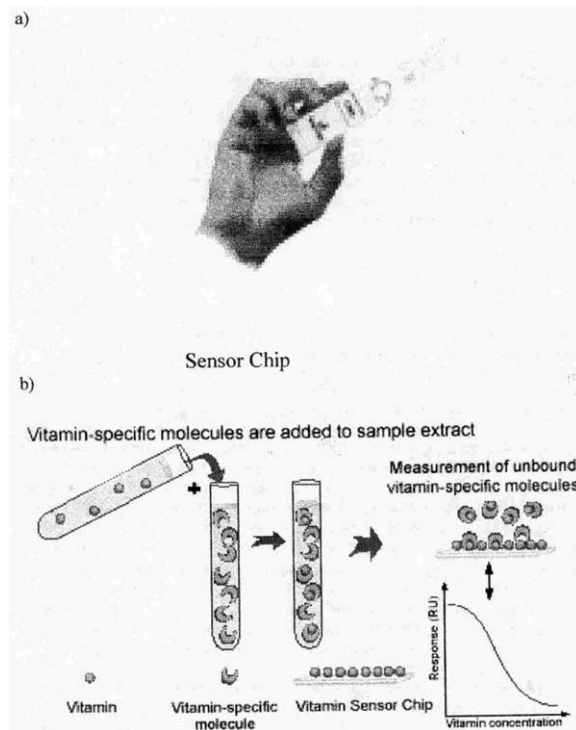 a)
Sensor Chip
b)
Vitamin-specific molecules are added to sample extract
+
Measurement of unbound
vitamin-specific molecules
Response (RU)
Vitamin concentration
Vitamin
Vitamin-specific
molecule
Vitamin Sensor Chip